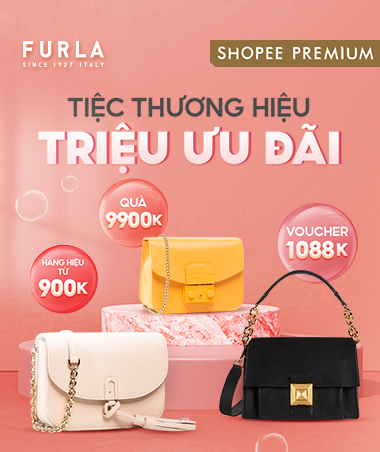 FURLA
SINCE 1927 ITALY
SHOPEE PREMIUM
TIỆC THƯƠNG HIỆU
TRIỆU ƯU ĐÃI
QUÀ
9900K
VOUCHER
1088K
HÀNG HIỆU
TỪ
900K